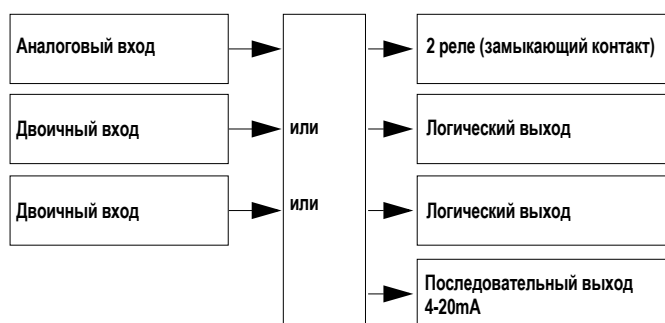 Аналоговый вход
2 реле (замыкающий контакт)
Двоичный вход
или
Логический выход
Двоичный вход
или
Логический выход
Последовательный выход
4-20mA